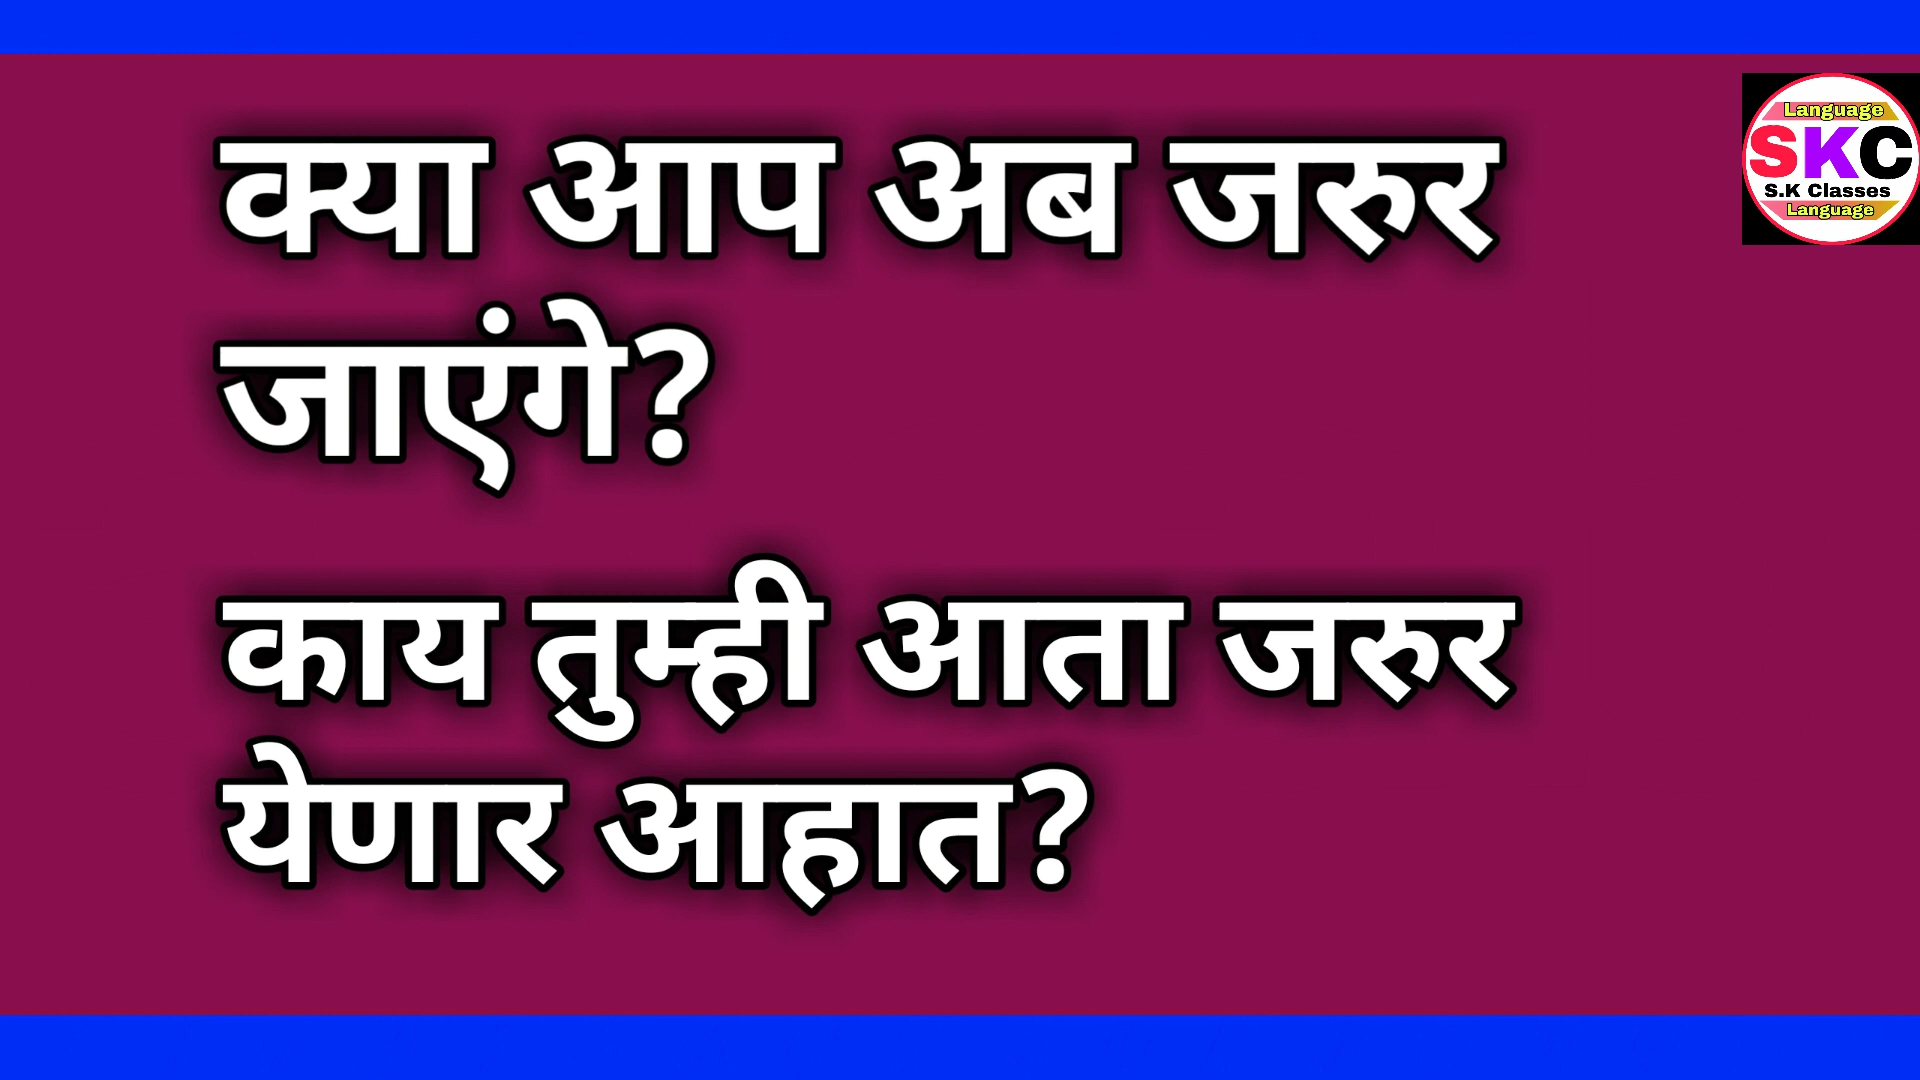 क्या आप अब जरुर
जाएंगे?
काय तुम्ही आता जरुर
येणार आहात?
Language
SKC
S.K Classes
Language